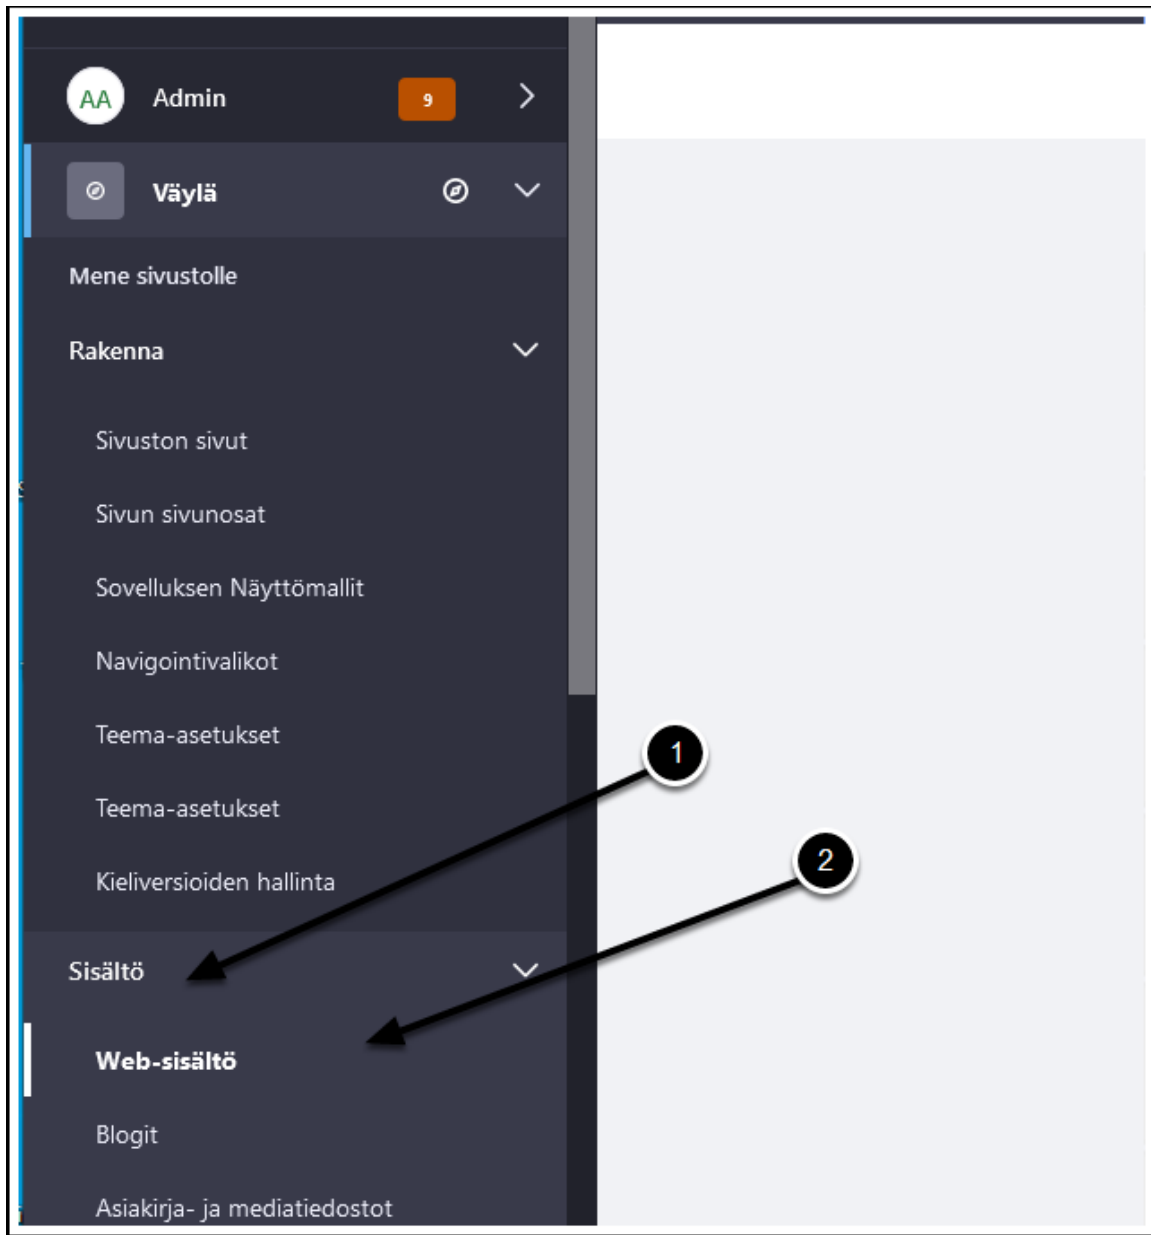 AA Admin 9
Väylä
Mene sivustolle
Rakenna
Sivuston sivut
Sivun sivunosat
Sovelluksen Näyttömallit
Navigointivalikot
Teema-asetukset
1
Teema-asetukset
2
Kieliversioiden hallinta
Sisältö
Web-sisältö
Blogit
Asiakirja- ja mediatiedostot